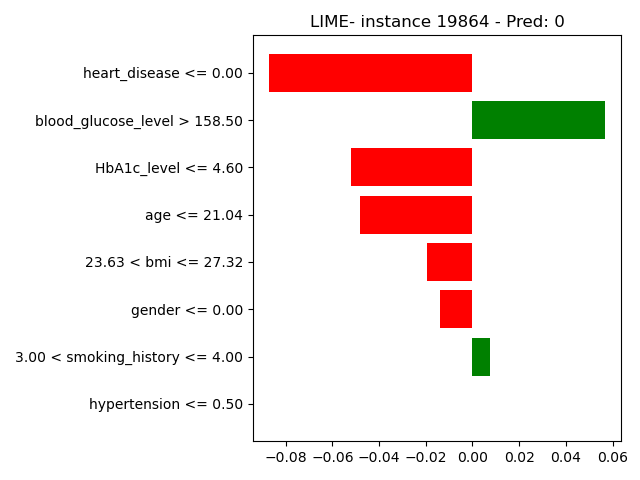 LIME- instance 19864 - Pred: 0
heart_disease <= 0.00
blood_glucose_level > 158.50
HbA1c_level <= 4.60
age <= 21.04
23.63 < bmi <= 27.32
gender <= 0.00
3.00 < smoking_history <= 4.00
hypertension <= 0.50
−0.08 −0.06 −0.04 −0.02 0.00 0.02 0.04 0.06